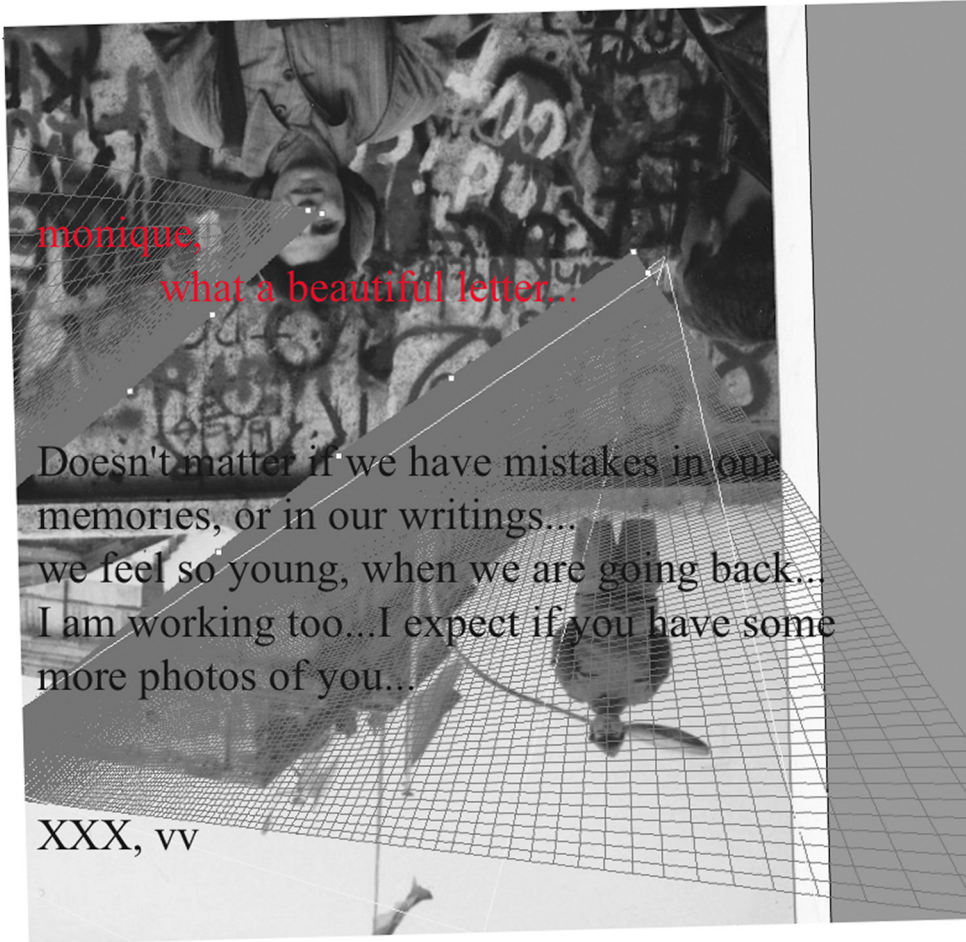 monique,
what a beautiful letter...
Doesn't matter if we have mistakes in our
memories, or in our writings...
we feel so young, when we are going back...
I am working too...I expect if you have some
more photos of you...
XXX, vv